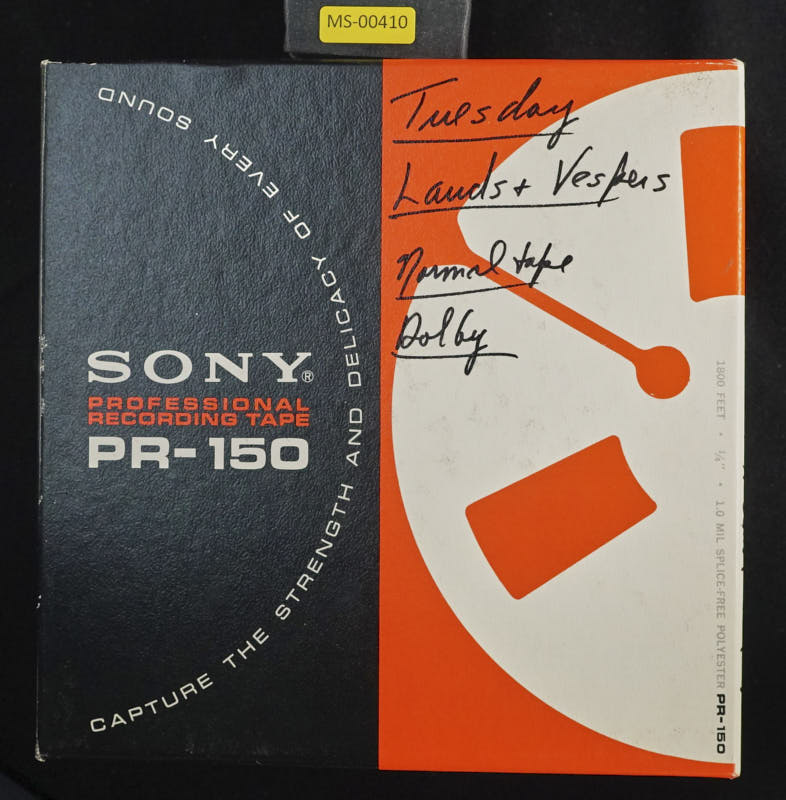 MS-00410
Tuesday
Lauds + Vespers
Normal tape
Dolby
SONY®
PROFESSIONAL
RECORDING TAPE
PR-150
CAPTURE THE STRENGTH AND DELICACY OF EVERY SOUND
1800 FEET • ¼" • 1.0 MIL SPLICE-FREE POLYESTER PR-150